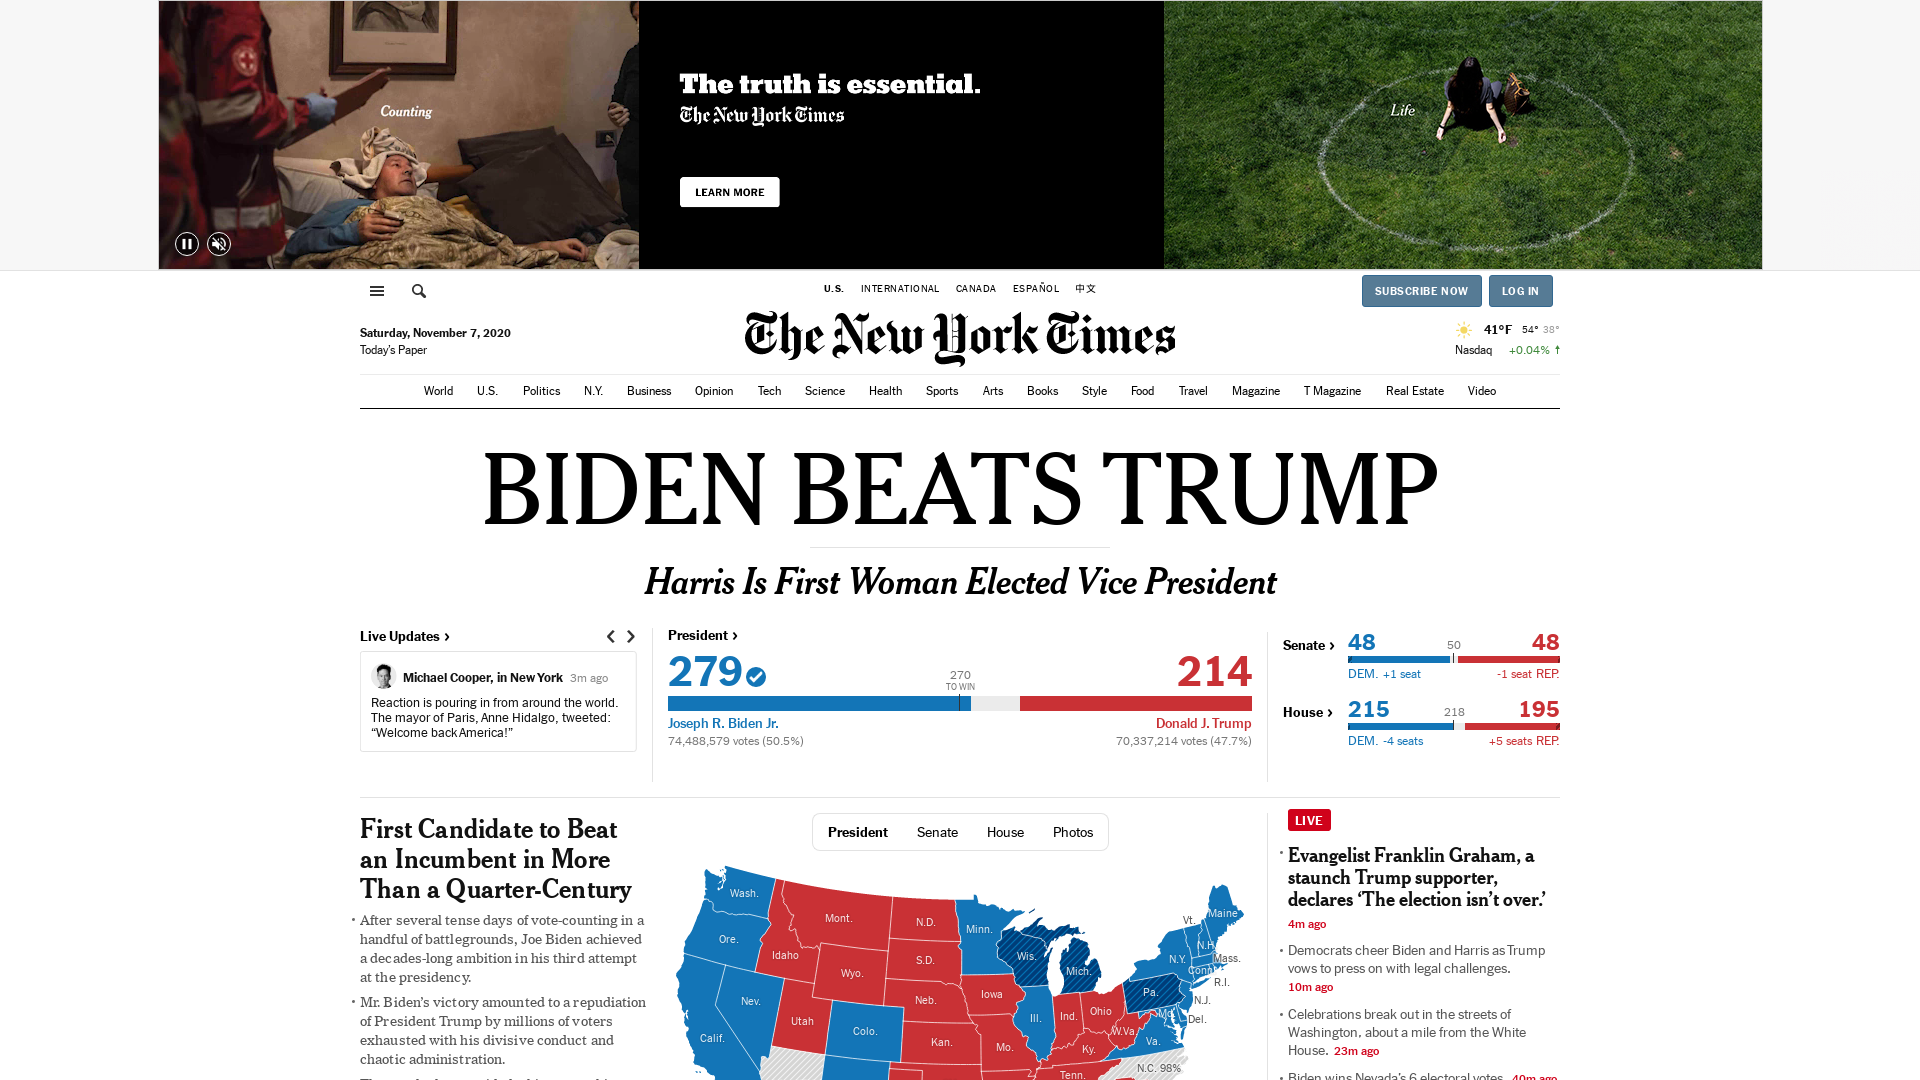 Counting
The truth is essential.
The New York Times
LEARN MORE
Life
U.S. INTERNATIONAL CANADA ESPAÑOL 中文
SUBSCRIBE NOW LOG IN
Saturday, November 7, 2020
Today's Paper
The New York Times
41°F 54° 38°
Nasdaq +0.04% ↑
World U.S. Politics N.Y. Business Opinion Tech Science Health Sports Arts Books Style Food Travel Magazine T Magazine Real Estate Video
BIDEN BEATS TRUMP
Harris Is First Woman Elected Vice President
Live Updates ›
Michael Cooper, in New York 3m ago
Reaction is pouring in from around the world.
The mayor of Paris, Anne Hidalgo, tweeted:
“Welcome back America!”
President ›
279 214
270
TO WIN
Joseph R. Biden Jr. Donald J. Trump
74,488,579 votes (50.5%) 70,337,214 votes (47.7%)
Senate › 48 50 48
DEM. +1 seat -1 seat REP.
House › 215 218 195
DEM. -4 seats +5 seats REP.
First Candidate to Beat
an Incumbent in More
Than a Quarter-Century
After several tense days of vote-counting in a
handful of battlegrounds, Joe Biden achieved
a decades-long ambition in his third attempt
at the presidency.
Mr. Biden’s victory amounted to a repudiation
of President Trump by millions of voters
exhausted with his divisive conduct and
chaotic administration.
President Senate House Photos
Wash.
Mont.
N.D.
Minn.
Vt.
Maine
Ore.
Idaho
S.D.
Wis.
Mich.
N.Y.
N.H.
Mass.
Conn.
R.I.
Wyo.
Neb.
Iowa
Pa.
N.J.
Nev.
Utah
Colo.
Ill.
Ind.
Ohio
Md.
Del.
Calif.
Kan.
Mo.
Ky.
W.Va.
Va.
Tenn.
N.C. 98%
LIVE
Evangelist Franklin Graham, a
staunch Trump supporter,
declares ‘The election isn’t over.’
4m ago
Democrats cheer Biden and Harris as Trump
vows to press on with legal challenges.
10m ago
Celebrations break out in the streets of
Washington, about a mile from the White
House. 23m ago
Biden wins Nevada’s 6 electoral votes. 40m ago